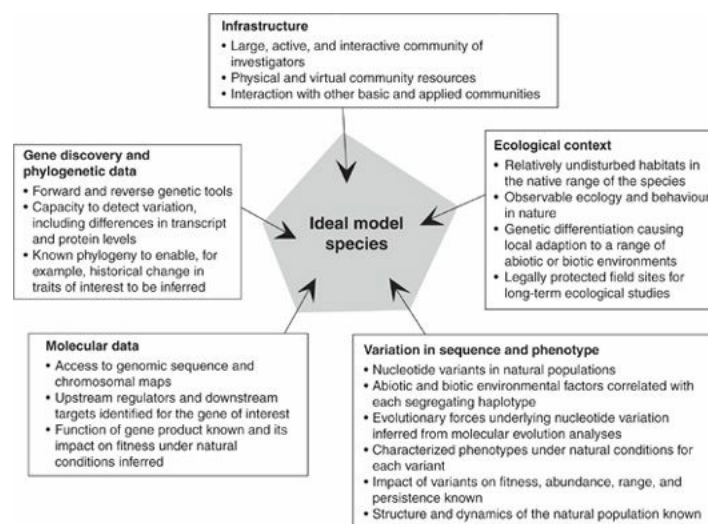 Infrastructure
• Large, active, and interactive community of
investigators
• Physical and virtual community resources
• Interaction with other basic and applied communities
Gene discovery and
phylogenetic data
• Forward and reverse genetic tools
• Capacity to detect variation,
including differences in transcript
and protein levels
• Known phylogeny to enable, for
example, historical change in
traits of interest to be inferred
Ideal model
species
Ecological context
• Relatively undisturbed habitats in
the native range of the species
• Observable ecology and behaviour
in nature
• Genetic differentiation causing
local adaption to a range of
abiotic or biotic environments
• Legally protected field sites for
long-term ecological studies
Molecular data
• Access to genomic sequence and
chromosomal maps
• Upstream regulators and downstream
targets identified for the gene of interest
• Function of gene product known and its
impact on fitness under natural
conditions inferred
Variation in sequence and phenotype
• Nucleotide variants in natural populations
• Abiotic and biotic environmental factors correlated with
each segregating haplotype
• Evolutionary forces underlying nucleotide variation
inferred from molecular evolution analyses
• Characterized phenotypes under natural conditions for
each variant
• Impact of variants on fitness, abundance, range, and
persistence known
• Structure and dynamics of the natural population known